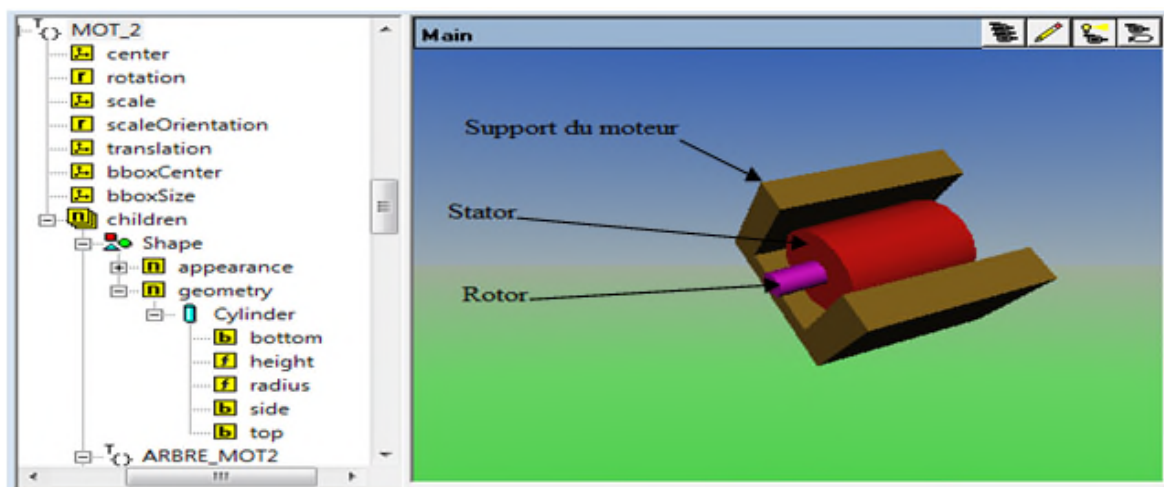 MOT_2
center
rotation
scale
scaleOrientation
translation
bboxCenter
bboxSize
children
Shape
appearance
geometry
Cylinder
bottom
height
radius
side
top
ARBRE_MOT2
Main
Support du moteur
Stator
Rotor